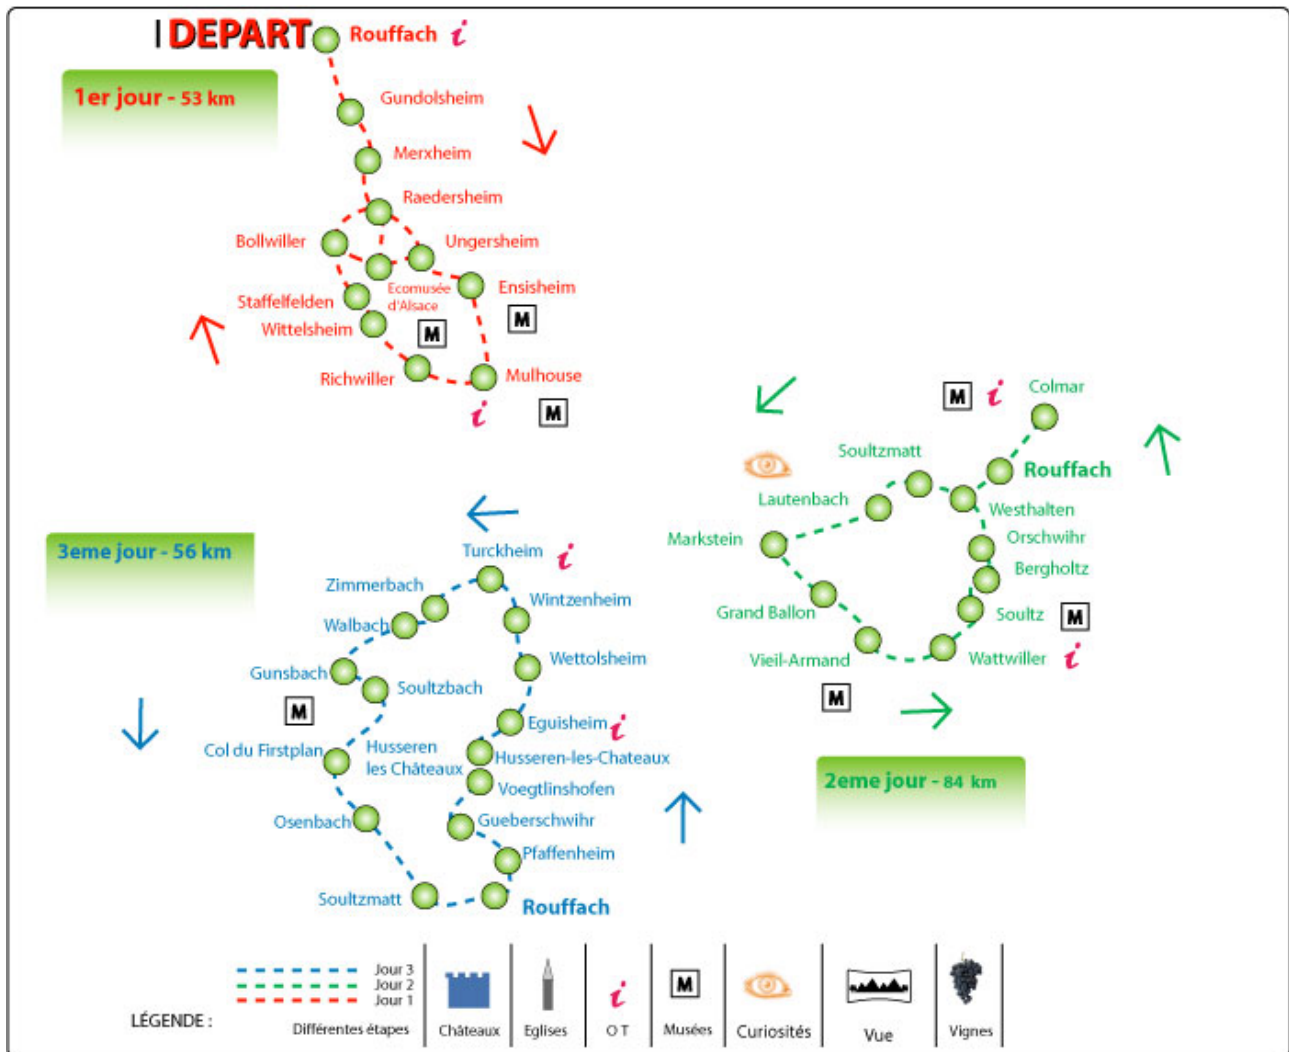 I DEPART
Rouffach i
1er jour - 53 km
Gundolsheim
Merxheim
Raedersheim
Bollwiller
Ungersheim
Ecomusée
d'Alsace
Ensisheim
Staffelfelden
M
M
Wittelsheim
Richwiller
Mulhouse
i
M
M
i
Colmar
Soultzmatt
Rouffach
Lautenbach
Westhalten
Markstein
Orschwihr
Bergholtz
Grand Ballon
Soultz
M
Vieil-Armand
Wattwiller
i
M
2eme jour - 84 km
3eme jour - 56 km
Turckheim
i
Zimmerbach
Wintzenheim
Walbach
Wettolsheim
Gunsbach
Soultzbach
M
Eguisheim
i
Col du Firstplan
Husseren
les Châteaux
Husseren-les-Chateaux
Voegtlinshofen
Osenbach
Gueberschwihr
Pfaffenheim
Soultzmatt
Rouffach
LÉGENDE :
Jour 3
Jour 2
Jour 1
Différentes étapes
Châteaux
Eglises
i
O T
M
Musées
Curiosités
Vue
Vignes